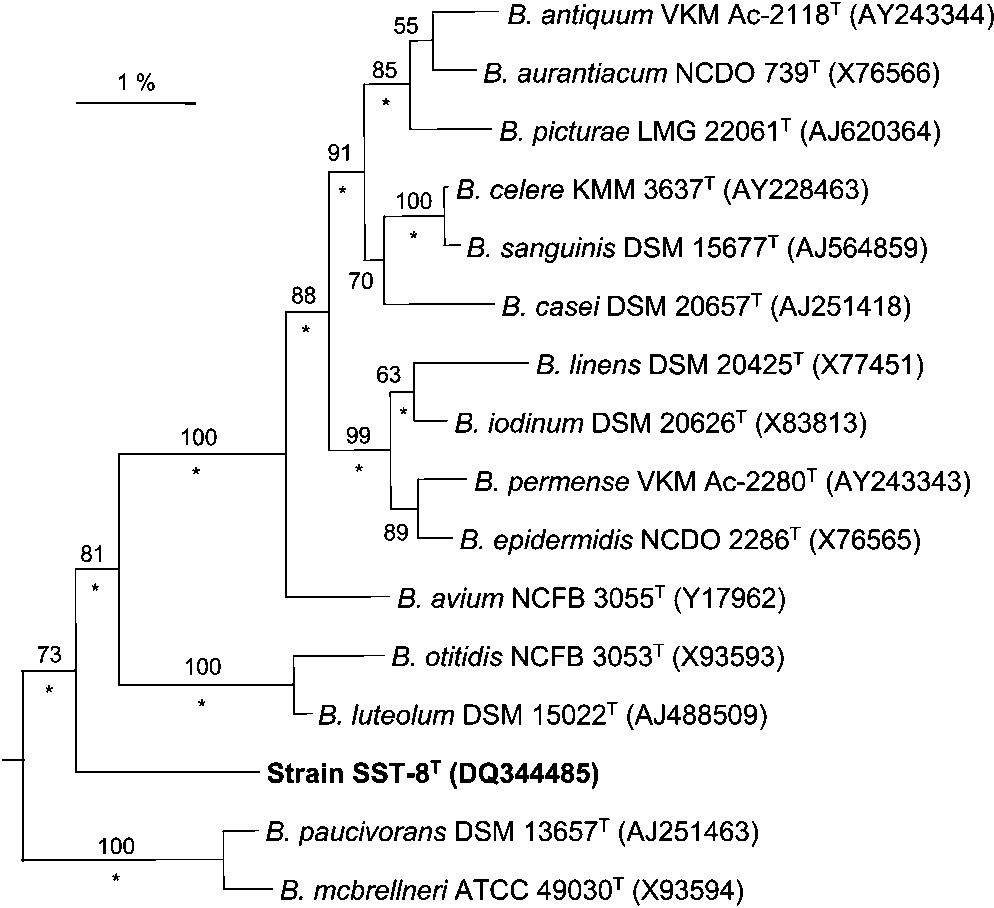 B. antiquum VKM Ac-2118T (AY243344)
55
B. aurantiacum NCDO 739T (X76566)
85
*
1 %
B. picturae LMG 22061T (AJ620364)
91
*
B. celere KMM 3637T (AY228463)
100
*
B. sanguinis DSM 15677T (AJ564859)
70
88
*
B. casei DSM 20657T (AJ251418)
B. linens DSM 20425T (X77451)
63
*
B. iodinum DSM 20626T (X83813)
99
*
100
*
B. permense VKM Ac-2280T (AY243343)
89
B. epidermidis NCDO 2286T (X76565)
81
*
B. avium NCFB 3055T (Y17962)
B. otitidis NCFB 3053T (X93593)
73
*
100
*
B. luteolum DSM 15022T (AJ488509)
Strain SST-8T (DQ344485)
B. paucivorans DSM 13657T (AJ251463)
100
*
B. mcbrellneri ATCC 49030T (X93594)